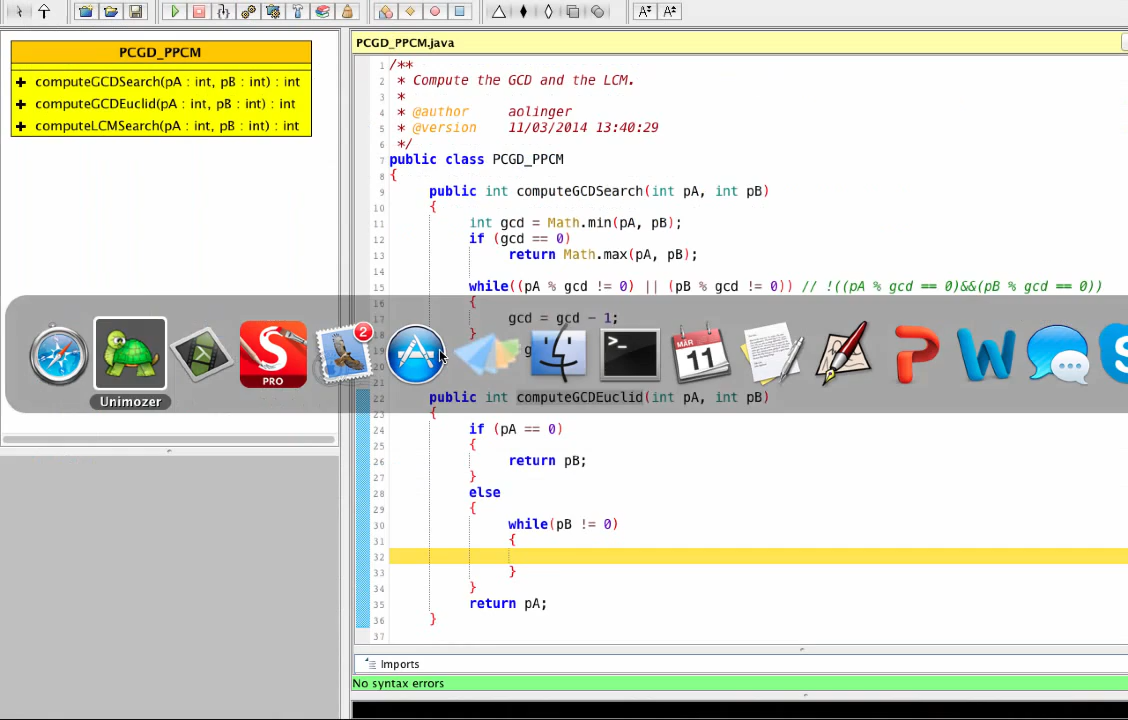 PCGD_PPCM
computeGCDSearch(pA : int, pB : int) : int
computeGCDEuclid(pA : int, pB : int) : int
computeLCMSearch(pA : int, pB : int) : int
PCGD_PPCM.java
1 /**
2 * Compute the GCD and the LCM.
3 *
4 * @author aolinger
5 * @version 11/03/2014 13:40:29
6 */
7 public class PCGD_PPCM
8 {
9 public int computeGCDSearch(int pA, int pB)
10 {
11 int gcd = Math.min(pA, pB);
12 if (gcd == 0)
13 return Math.max(pA, pB);
14
15 while((pA % gcd != 0) || (pB % gcd != 0)) // !((pA % gcd == 0)&&(pB % gcd == 0))
16 {
17 gcd = gcd - 1;
18 }
19 g
20
21
22 public int computeGCDEuclid(int pA, int pB)
23 {
24 if (pA == 0)
25 {
26 return pB;
27 }
28 else
29 {
30 while(pB != 0)
31 {
32
33 }
34 }
35 return pA;
36 }
37
S
PRO
2
>_
MÄR
11
P
W
S
Unimozer
Imports
No syntax errors